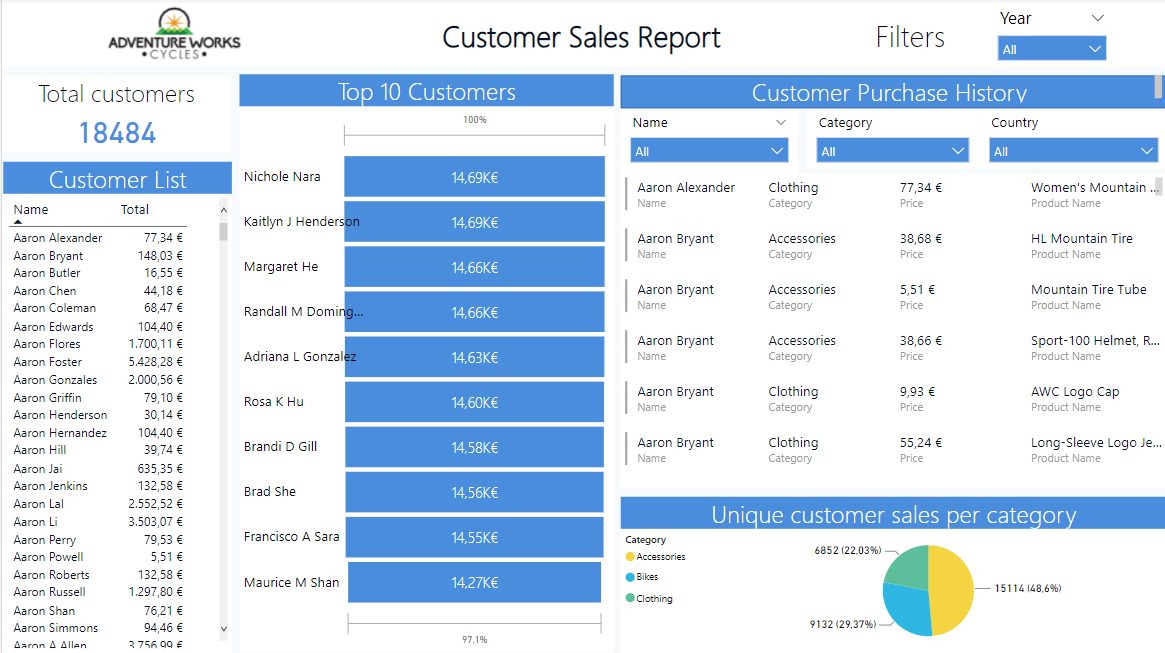 ADVENTURE WORKS
•CYCLES•
Customer Sales Report
Filters
Year
All
Total customers
18484
Customer List
Name Total
Aaron Alexander 77,34 €
Aaron Bryant 148,03 €
Aaron Butler 16,55 €
Aaron Chen 44,18 €
Aaron Coleman 68,47 €
Aaron Edwards 104,40 €
Aaron Flores 1.700,11 €
Aaron Foster 5.428,28 €
Aaron Gonzales 2.000,56 €
Aaron Griffin 79,10 €
Aaron Henderson 30,14 €
Aaron Hernandez 104,40 €
Aaron Hill 39,74 €
Aaron Jai 635,35 €
Aaron Jenkins 132,58 €
Aaron Lal 2.552,52 €
Aaron Li 3.503,07 €
Aaron Perry 79,53 €
Aaron Powell 5,51 €
Aaron Roberts 132,58 €
Aaron Russell 1.297,80 €
Aaron Shan 76,21 €
Aaron Simmons 94,46 €
Aaron A Allen 3.756,99 €
Top 10 Customers
100%
Nichole Nara 14,69K€
Kaitlyn J Henderson 14,69K€
Margaret He 14,66K€
Randall M Doming... 14,66K€
Adriana L Gonzalez 14,63K€
Rosa K Hu 14,60K€
Brandi D Gill 14,58K€
Brad She 14,56K€
Francisco A Sara 14,55K€
Maurice M Shan 14,27K€
97,1%
Customer Purchase History
Name Category Country
All All All
Aaron Alexander Clothing 77,34 € Women's Mountain ...
Name Category Price Product Name
Aaron Bryant Accessories 38,68 € HL Mountain Tire
Name Category Price Product Name
Aaron Bryant Accessories 5,51 € Mountain Tire Tube
Name Category Price Product Name
Aaron Bryant Accessories 38,66 € Sport-100 Helmet, R...
Name Category Price Product Name
Aaron Bryant Clothing 9,93 € AWC Logo Cap
Name Category Price Product Name
Aaron Bryant Clothing 55,24 € Long-Sleeve Logo Je...
Name Category Price Product Name
Unique customer sales per category
Category
Accessories
Bikes
Clothing
6852 (22,03%)
15114 (48,6%)
9132 (29,37%)